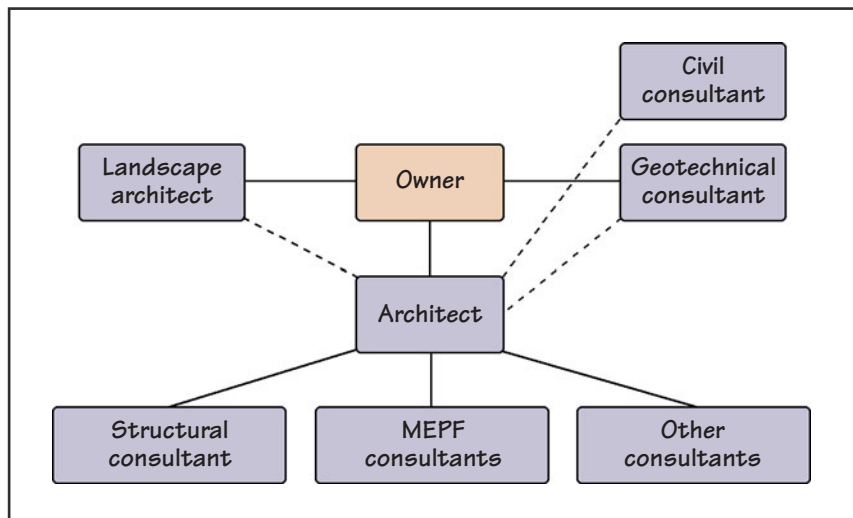 Civil
consultant
Landscape
architect
Owner
Geotechnical
consultant
Architect
Structural
consultant
MEPF
consultants
Other
consultants